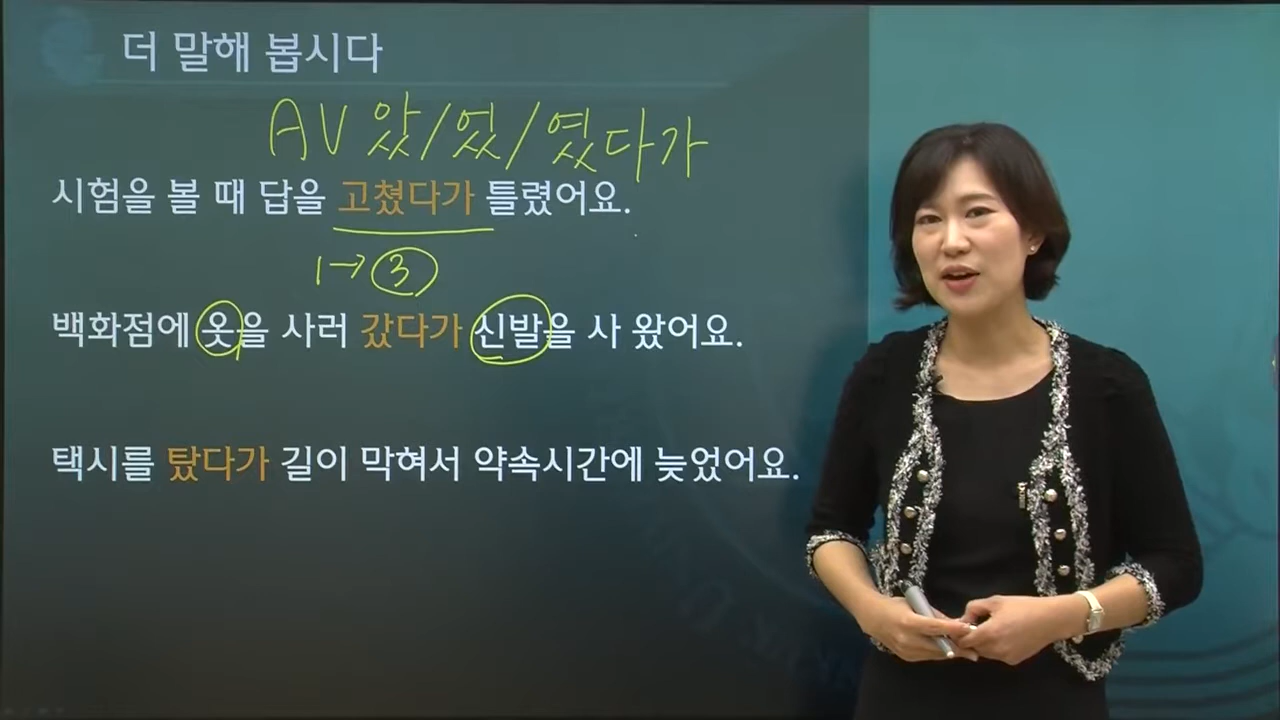 더 말해 봅시다
AV 았/었/였다가
시험을 볼 때 답을 고쳤다가 틀렸어요.
1→3
백화점에 옷을 사러 갔다가 신발을 사 왔어요.
택시를 탔다가 길이 막혀서 약속시간에 늦었어요.